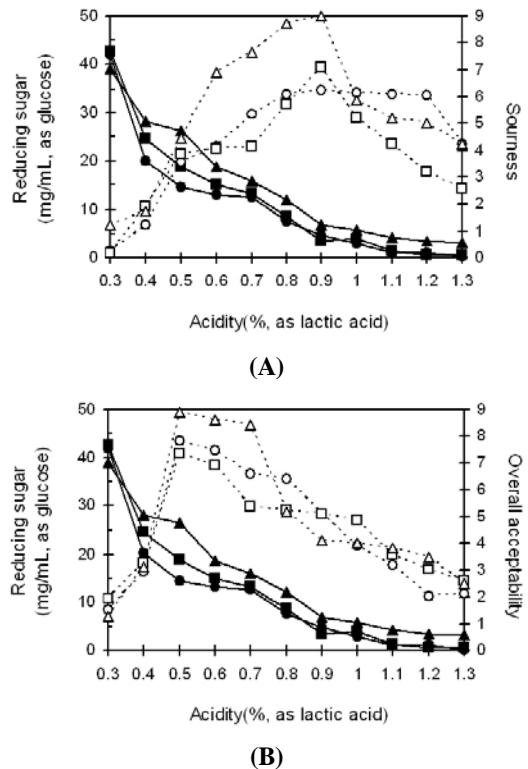 50
40
30
20
10
0
9
8
7
6
5
4
3
2
1
0
Reducing sugar
(mg/mL, as glucose)
Sourness
0.3 0.4 0.5 0.6 0.7 0.8 0.9 1 1.1 1.2 1.3
Acidity(%, as lactic acid)
(A)
50
40
30
20
10
0
9
8
7
6
5
4
3
2
1
0
Reducing sugar
(mg/mL, as glucose)
Overall acceptability
0.3 0.4 0.5 0.6 0.7 0.8 0.9 1 1.1 1.2 1.3
Acidity(%, as lactic acid)
(B)